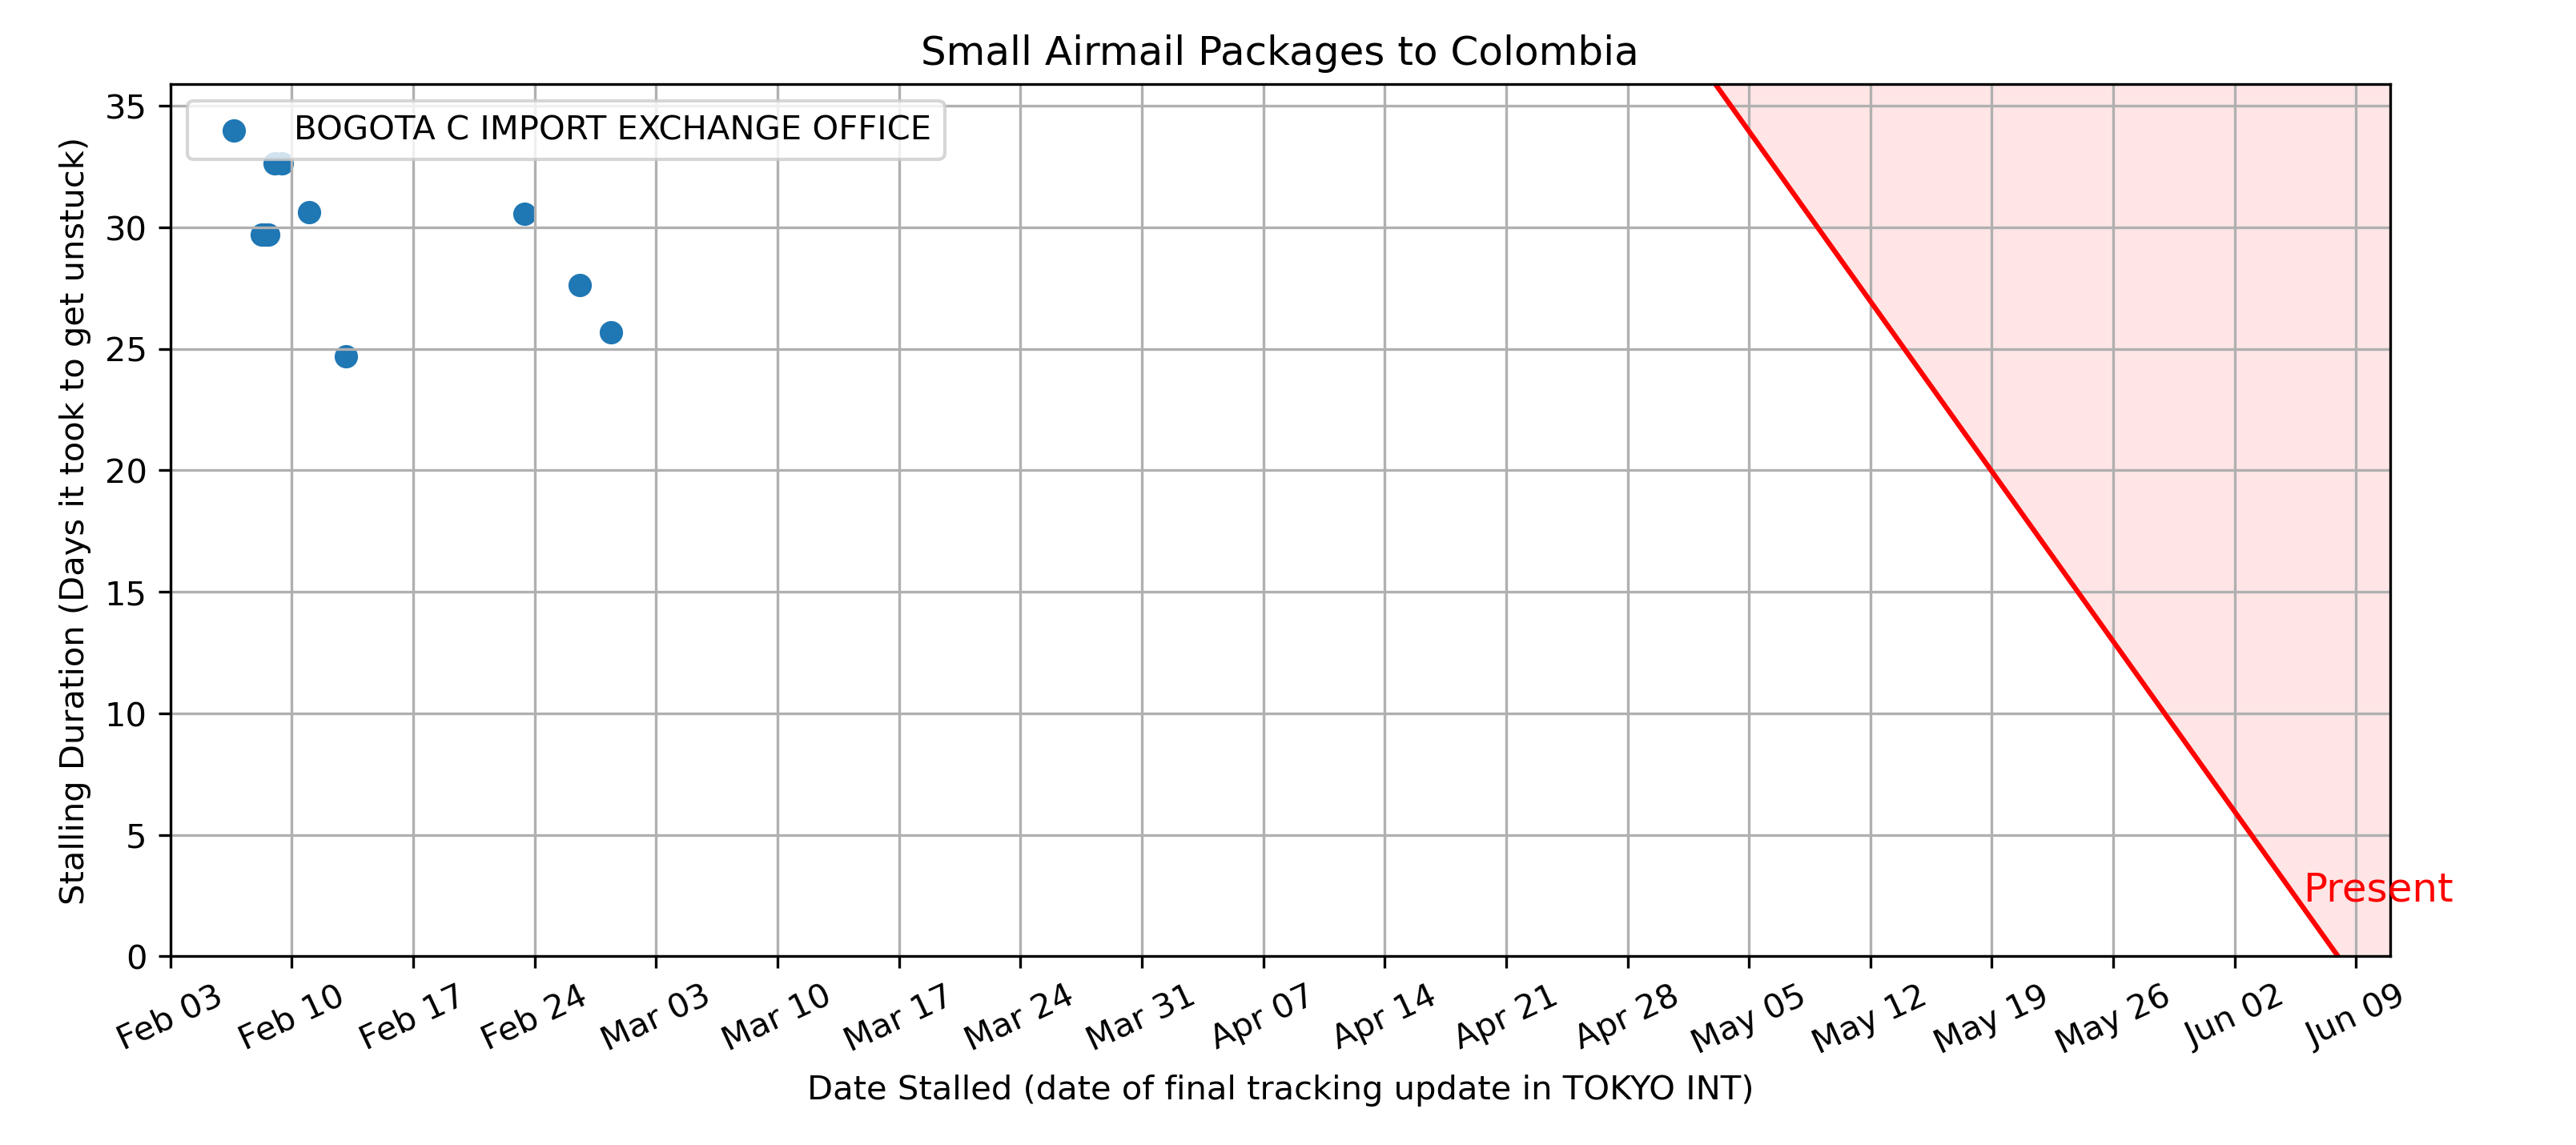 Small Airmail Packages to Colombia
BOGOTA C IMPORT EXCHANGE OFFICE
Stalling Duration (Days it took to get unstuck)
35
30
25
20
15
10
5
0
Present
Feb 03
Feb 10
Feb 17
Feb 24
Mar 03
Mar 10
Mar 17
Mar 24
Mar 31
Apr 07
Apr 14
Apr 21
Apr 28
May 05
May 12
May 19
May 26
Jun 02
Jun 09
Date Stalled (date of final tracking update in TOKYO INT)